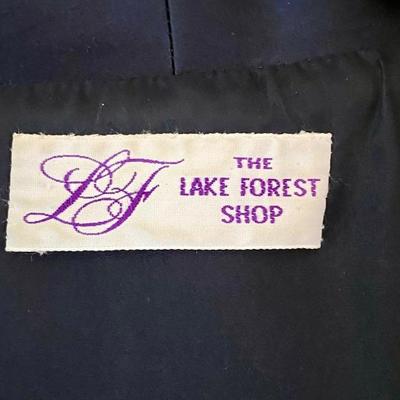 LF
THE
LAKE FOREST
SHOP